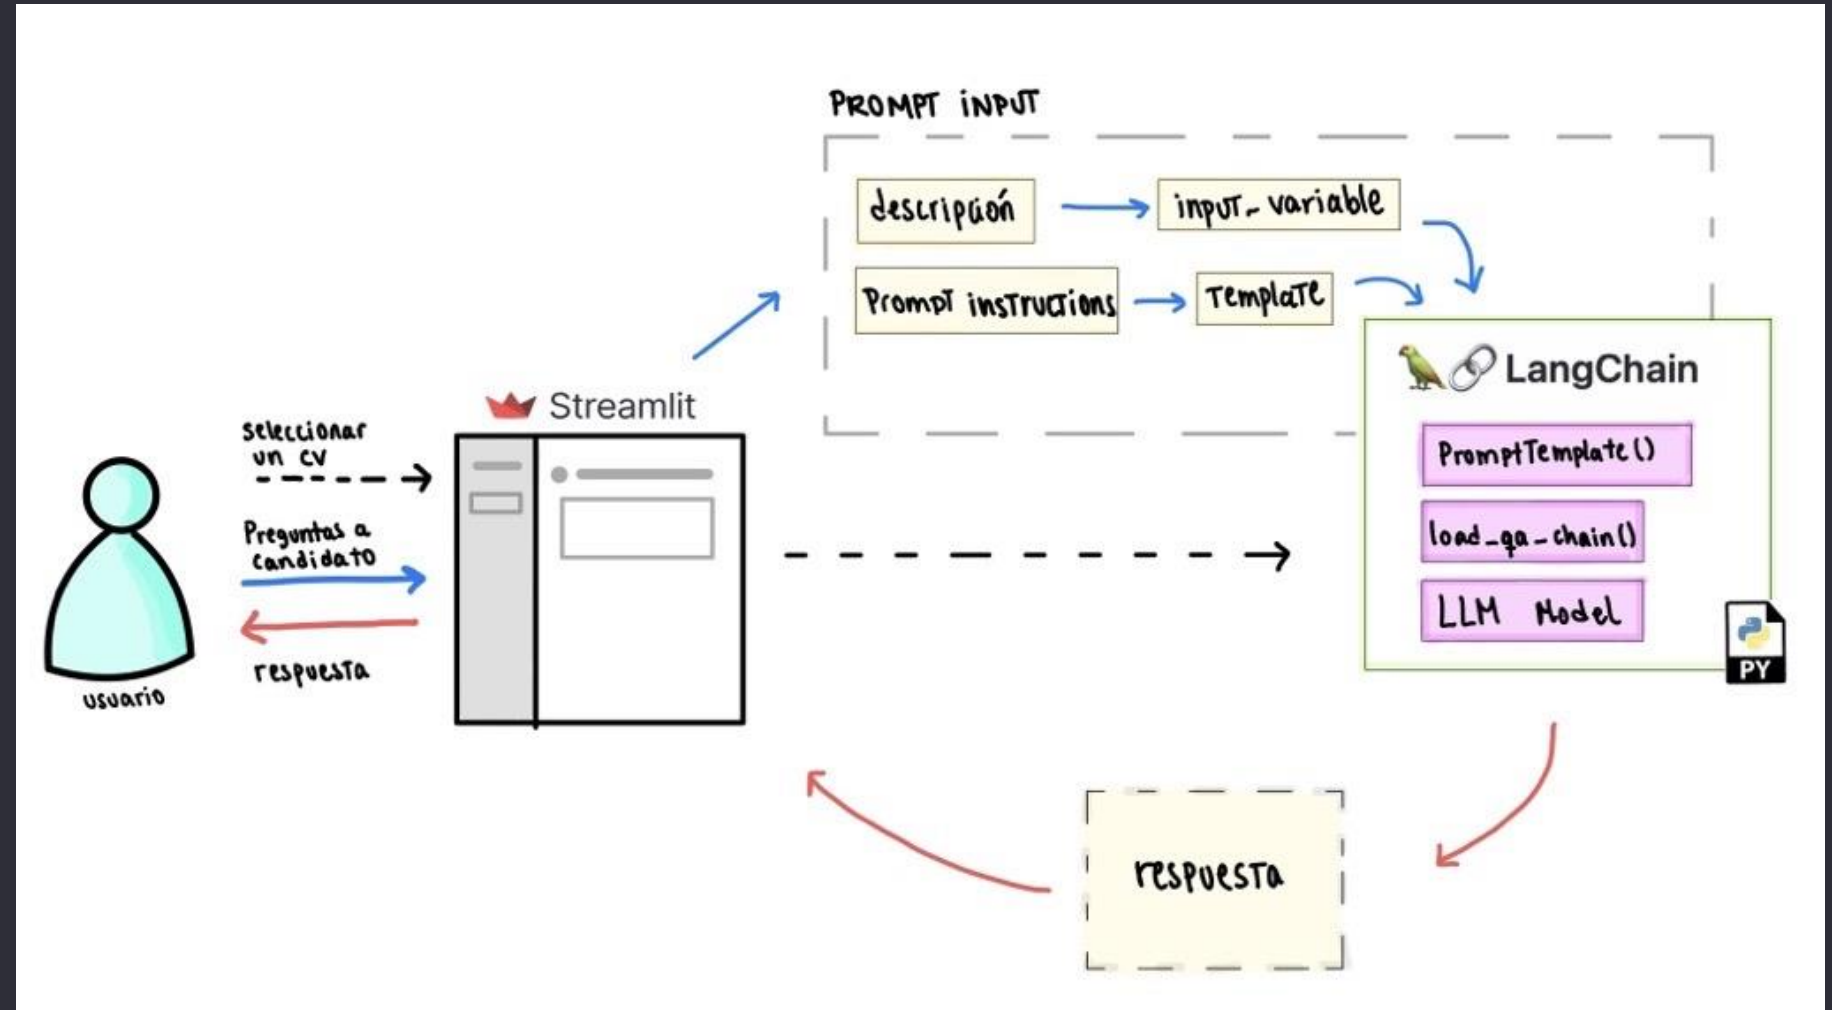 PROMPT INPUT
descripción
input_variable
Prompt instructions
Template
LangChain
PromptTemplate()
load_qa_chain()
LLM Model
PY
Streamlit
seleccionar
un cv
Preguntas a
candidato
respuesta
usuario
respuesta